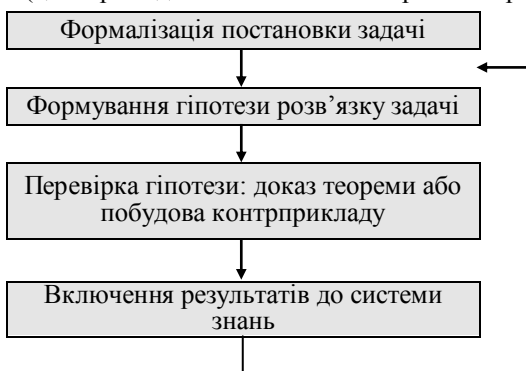 Формалізація постановки задачі
Формування гіпотези розв’язку задачі
Перевірка гіпотези: доказ теореми або
побудова контрприкладу
Включення результатів до системи
знань